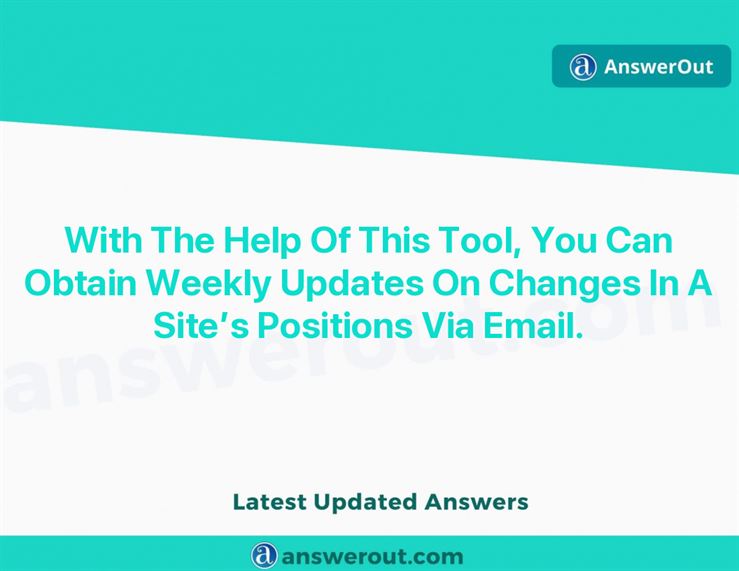 AnswerOut
With The Help Of This Tool, You Can
Obtain Weekly Updates On Changes In A
Site’s Positions Via Email.
answerout.com
Latest Updated Answers
answerout.com